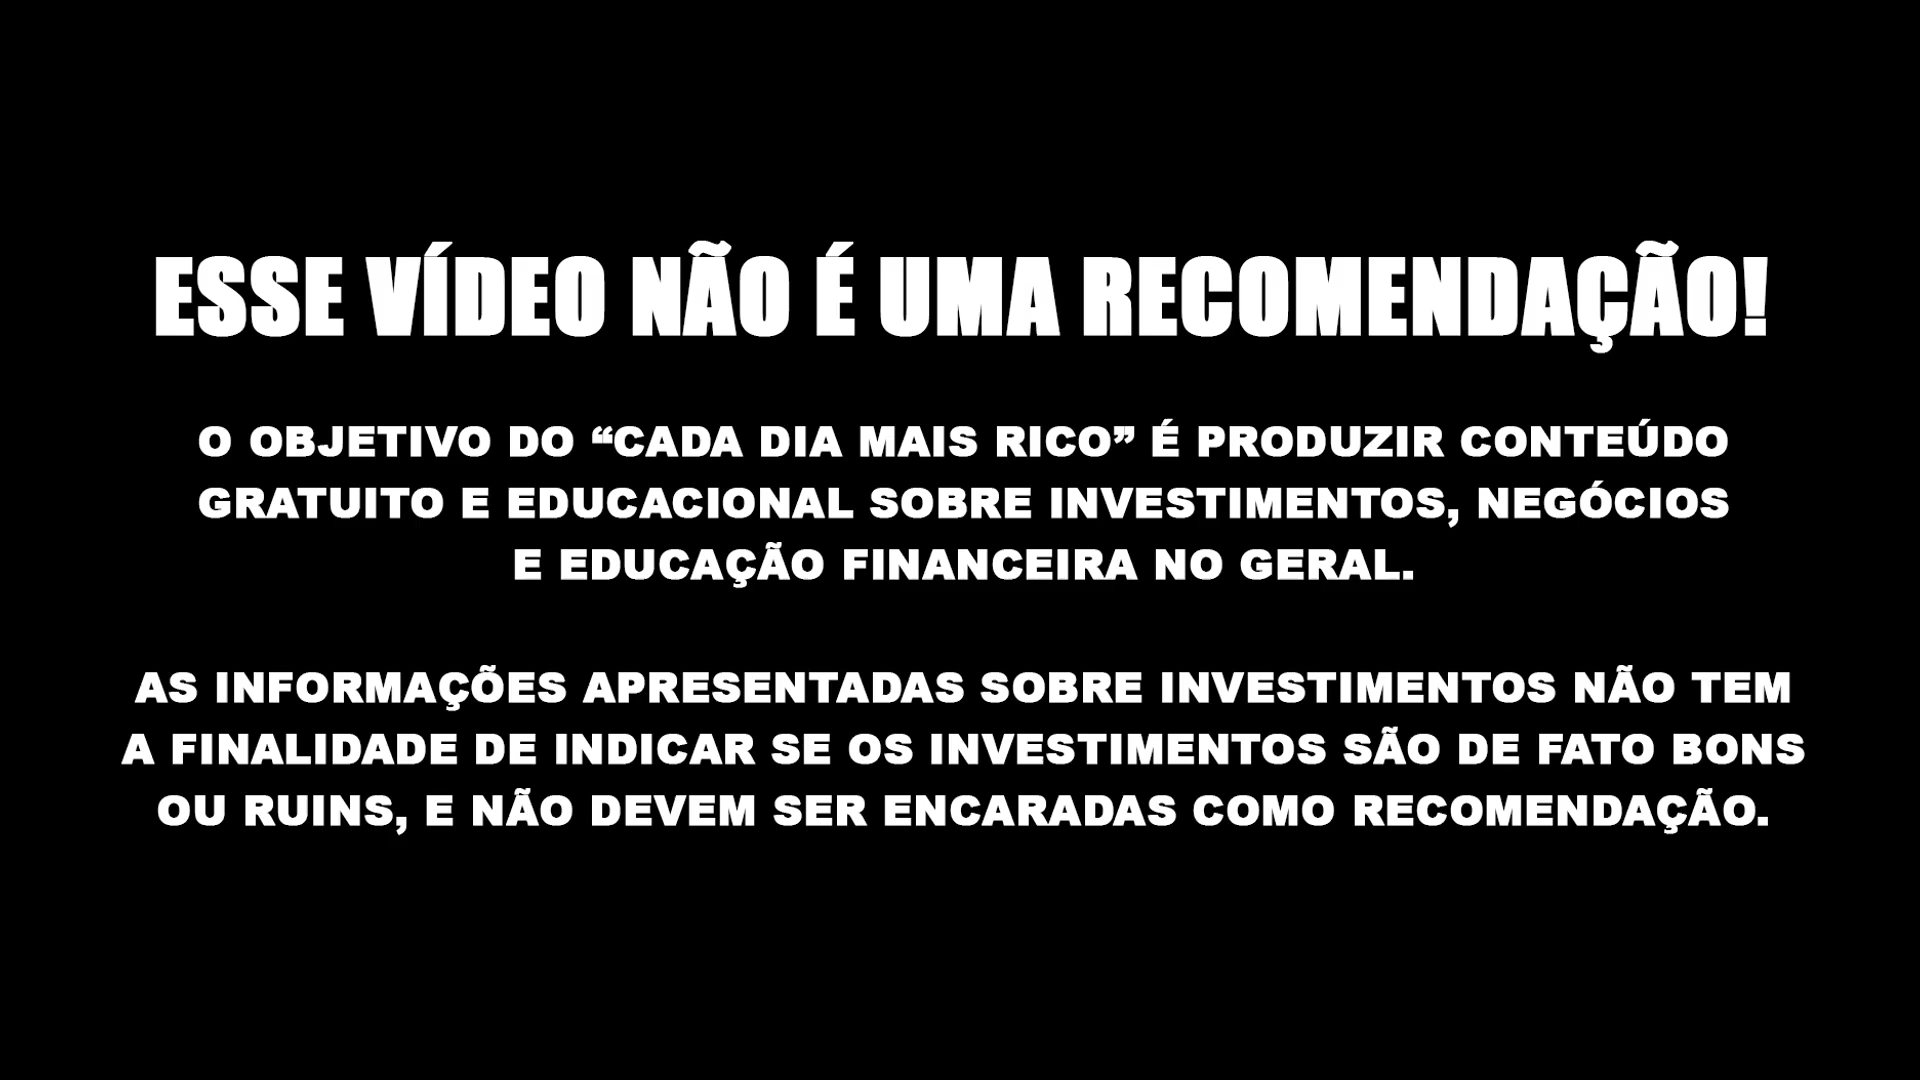 ESSE VÍDEO NÃO É UMA RECOMENDAÇÃO!
O OBJETIVO DO “CADA DIA MAIS RICO” É PRODUZIR CONTEÚDO
GRATUITO E EDUCACIONAL SOBRE INVESTIMENTOS, NEGÓCIOS
E EDUCAÇÃO FINANCEIRA NO GERAL.
AS INFORMAÇÕES APRESENTADAS SOBRE INVESTIMENTOS NÃO TEM
A FINALIDADE DE INDICAR SE OS INVESTIMENTOS SÃO DE FATO BONS
OU RUINS, E NÃO DEVEM SER ENCARADAS COMO RECOMENDAÇÃO.